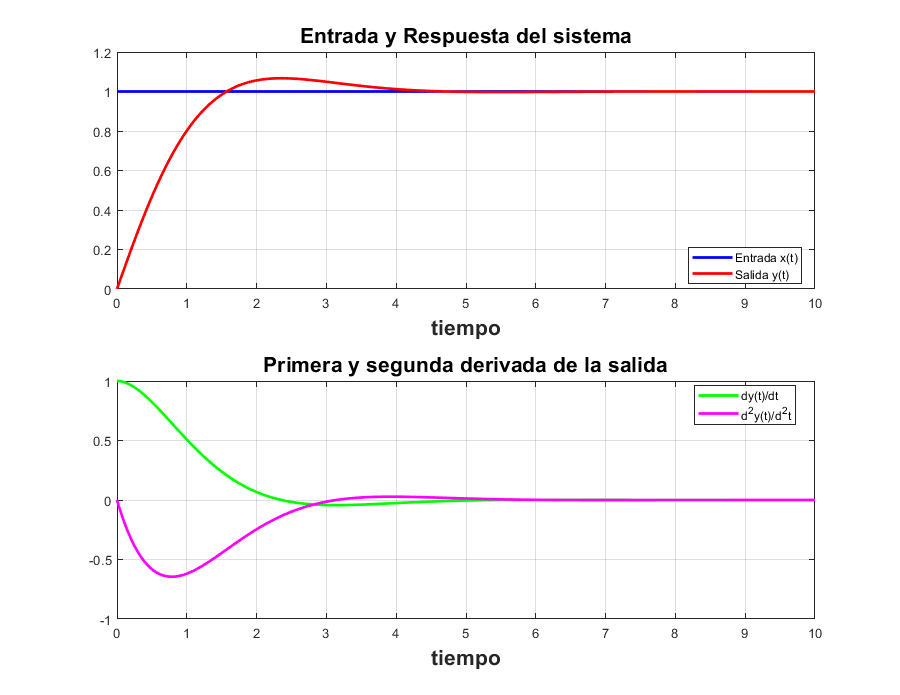 Entrada y Respuesta del sistema
1.2
1
0.8
0.6
0.4
0.2
0
Entrada x(t)
Salida y(t)
0 1 2 3 4 5 6 7 8 9 10
tiempo
Primera y segunda derivada de la salida
1
0.5
0
-0.5
-1
dy(t)/dt
d²y(t)/d²t
0 1 2 3 4 5 6 7 8 9 10
tiempo